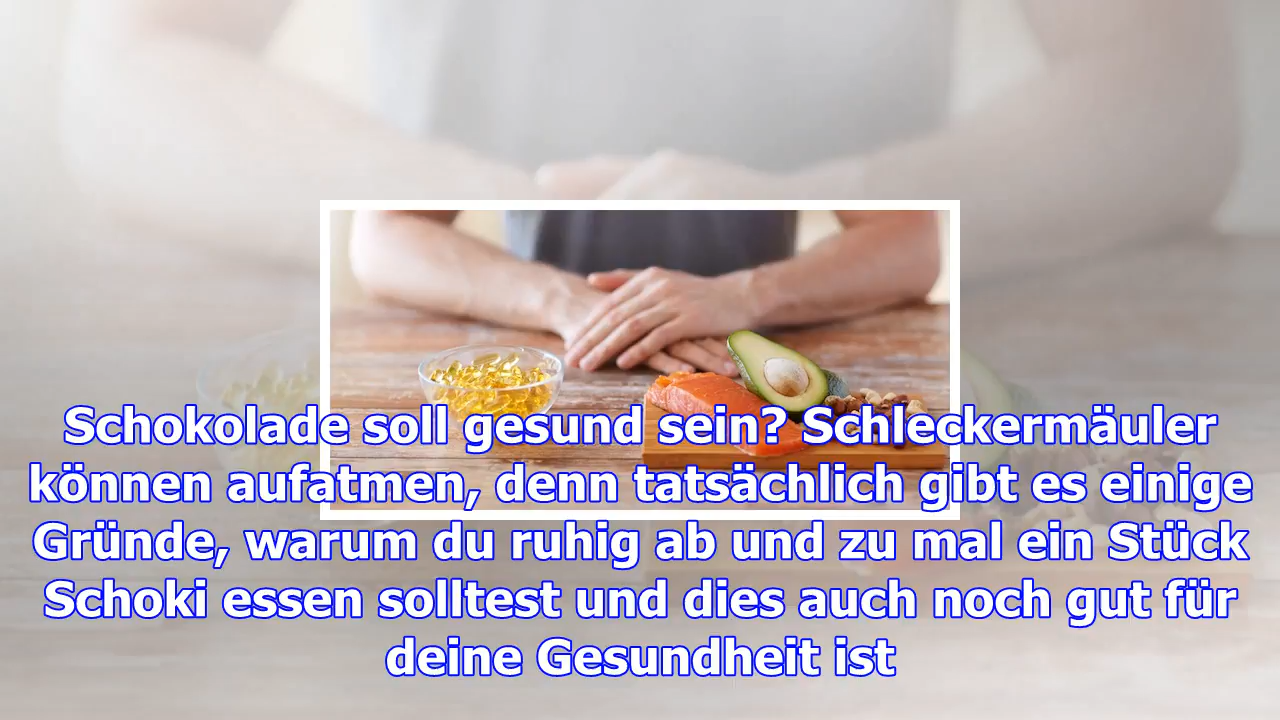 Schokolade soll gesund sein? Schleckermäuler
können aufatmen, denn tatsächlich gibt es einige
Gründe, warum du ruhig ab und zu mal ein Stück
Schoki essen solltest und dies auch noch gut für
deine Gesundheit ist